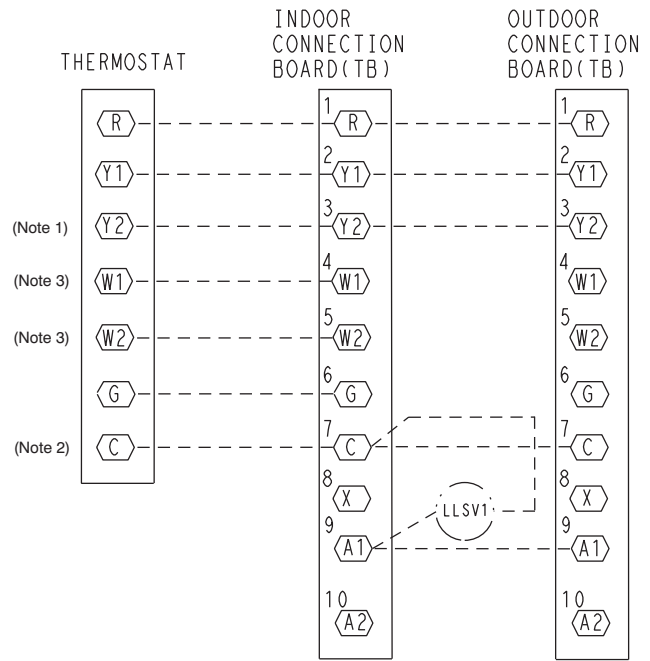 THERMOSTAT
INDOOR
CONNECTION
BOARD(TB)
OUTDOOR
CONNECTION
BOARD(TB)
R 1 R 1 R
Y1 2 Y1 2 Y1
(Note 1) Y2 3 Y2 3 Y2
(Note 3) W1 4 W1 4 W1
(Note 3) W2 5 W2 5 W2
G 6 G 6 G
(Note 2) C 7 C 7 C
8 X 8 X
LLSV1
9 A1 9 A1
10 A2 10 A2